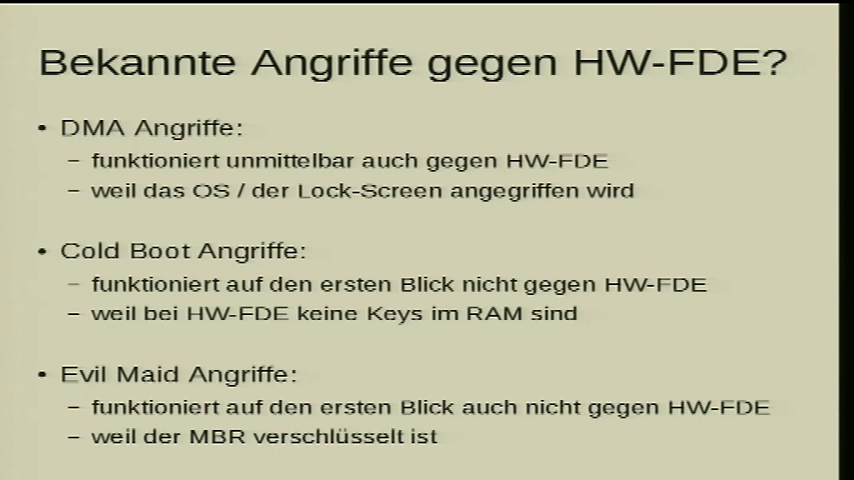 Bekannte Angriffe gegen HW-FDE?
• DMA Angriffe:
– funktioniert unmittelbar auch gegen HW-FDE
– weil das OS / der Lock-Screen angegriffen wird
• Cold Boot Angriffe:
– funktioniert auf den ersten Blick nicht gegen HW-FDE
– weil bei HW-FDE keine Keys im RAM sind
• Evil Maid Angriffe:
– funktioniert auf den ersten Blick auch nicht gegen HW-FDE
– weil der MBR verschlüsselt ist